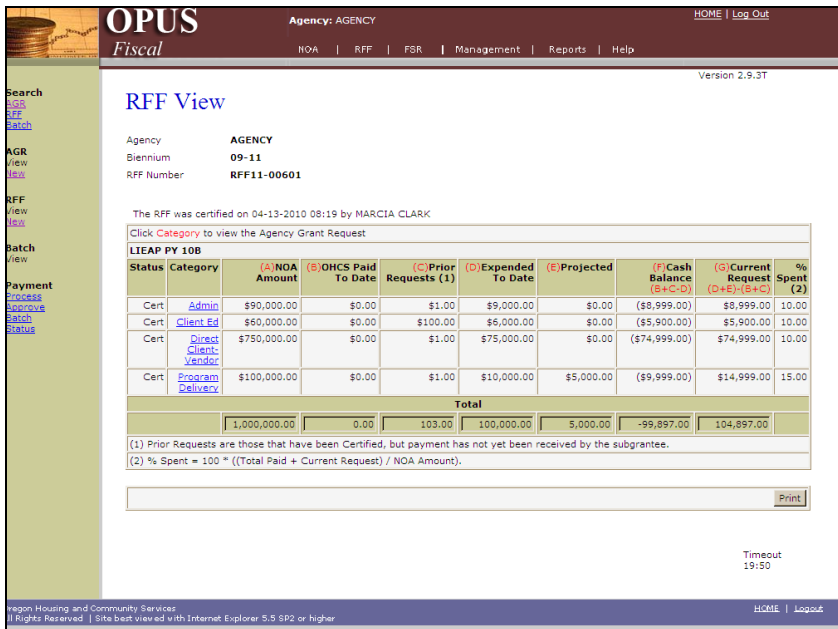 OPUS
Fiscal
Agency: AGENCY
HOME | Log Out
NOA | RFF | FSR | Management | Reports | Help
Version 2.9.3T
Search
AGR
RFF
Batch
AGR
View
New
RFF
View
New
Batch
View
Payment
Process
Approve
Batch
Status
RFF View
Agency AGENCY
Biennium 09-11
RFF Number RFF11-00601
The RFF was certified on 04-13-2010 08:19 by MARCIA CLARK
Click Category to view the Agency Grant Request
LIEAP PY 10B
Status Category (A)NOA Amount (B)OHCS Paid To Date (C)Prior Requests (1) (D)Expended To Date (E)Projected (F)Cash Balance (B+C-D) (G)Current Request (D+E)-(B+C) % Spent (2)
Cert Admin $90,000.00 $0.00 $1.00 $9,000.00 $0.00 ($8,999.00) $8,999.00 10.00
Cert Client Ed $60,000.00 $0.00 $100.00 $6,000.00 $0.00 ($5,900.00) $5,900.00 10.00
Cert Direct Client-Vendor $750,000.00 $0.00 $1.00 $75,000.00 $0.00 ($74,999.00) $74,999.00 10.00
Cert Program Delivery $100,000.00 $0.00 $1.00 $10,000.00 $5,000.00 ($9,999.00) $14,999.00 15.00
Total
1,000,000.00 0.00 103.00 100,000.00 5,000.00 -99,897.00 104,897.00
(1) Prior Requests are those that have been Certified, but payment has not yet been received by the subgrantee.
(2) % Spent = 100 * ((Total Paid + Current Request) / NOA Amount).
Print
Timeout
19:50
regon Housing and Community Services
ll Rights Reserved | Site best viewed with Internet Explorer 5.5 SP2 or higher
HOME | Logout